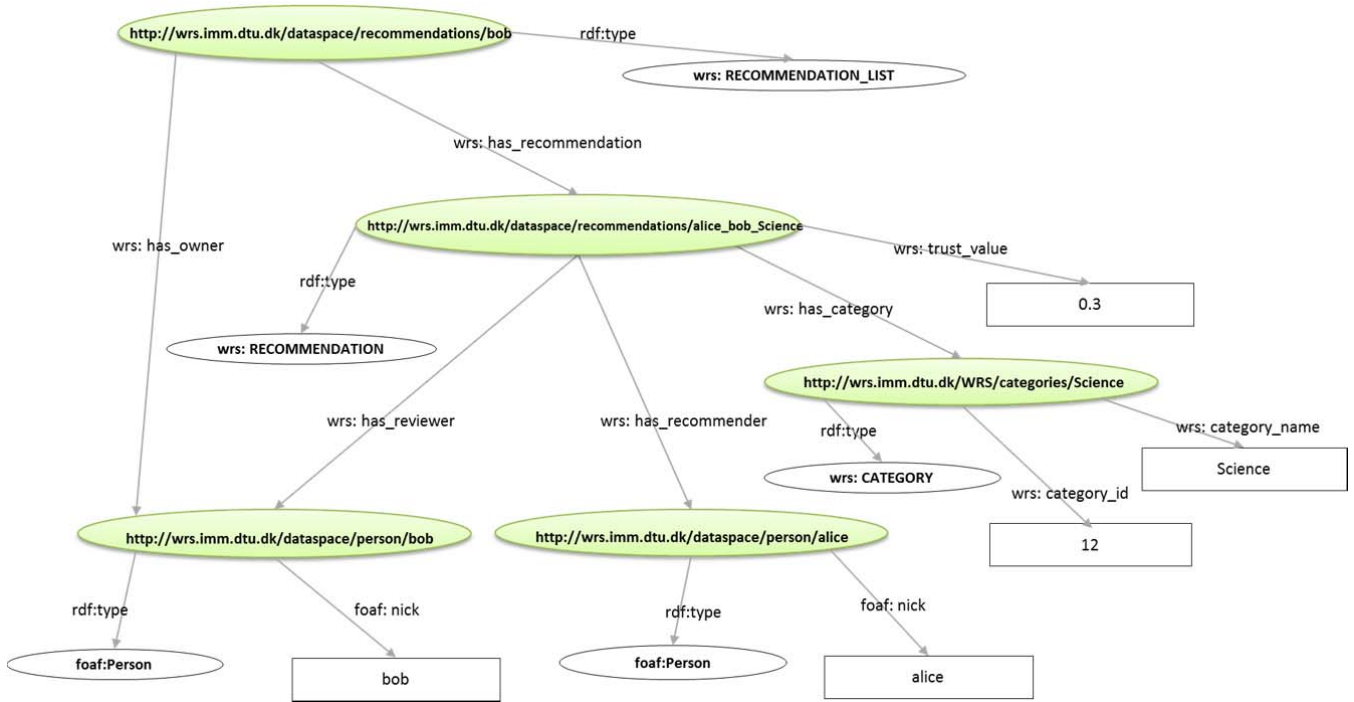 http://wrs.imm.dtu.dk/dataspace/recommendations/bob
rdf:type
wrs: RECOMMENDATION_LIST
wrs: has_recommendation
http://wrs.imm.dtu.dk/dataspace/recommendations/alice_bob_Science
wrs: has_owner
wrs: trust_value
rdf:type
0.3
wrs: has_category
wrs: RECOMMENDATION
http://wrs.imm.dtu.dk/WRS/categories/Science
wrs: has_reviewer
wrs: has_recommender
rdf:type
wrs: category_name
Science
wrs: CATEGORY
wrs: category_id
http://wrs.imm.dtu.dk/dataspace/person/bob
http://wrs.imm.dtu.dk/dataspace/person/alice
12
rdf:type
foaf: nick
rdf:type
foaf: nick
foaf:Person
bob
foaf:Person
alice